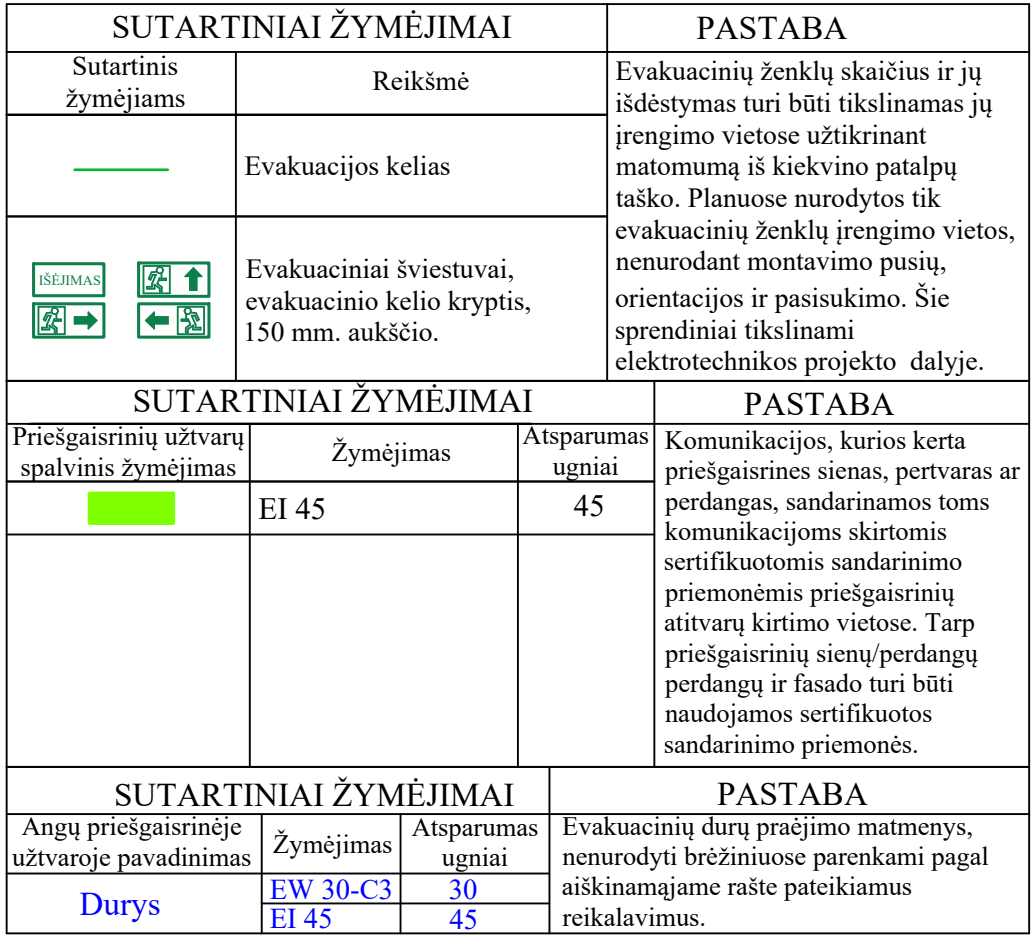 SUTARTINIAI ŽYMĖJIMAI
PASTABA
Sutartinis
žymėjiams
Reikšmė
Evakuacijos kelias
IŠĖJIMAS
Evakuaciniai šviestuvai,
evakuacinio kelio kryptis,
150 mm. aukščio.
Evakuacinių ženklų skaičius ir jų
išdėstymas turi būti tikslinamas jų
įrengimo vietose užtikrinant
matomumą iš kiekvino patalpų
taško. Planuose nurodytos tik
evakuacinių ženklų įrengimo vietos,
nenurodant montavimo pusių,
orientacijos ir pasisukimo. Šie
sprendiniai tikslinami
elektrotechnikos projekto dalyje.
SUTARTINIAI ŽYMĖJIMAI
PASTABA
Priešgaisrinių užtvarų
spalvinis žymėjimas
Žymėjimas
Atsparumas
ugniai
EI 45
45
Komunikacijos, kurios kerta
priešgaisrines sienas, pertvaras ar
perdangas, sandarinamos toms
komunikacijoms skirtomis
sertifikuotomis sandarinimo
priemonėmis priešgaisrinių
atitvarų kirtimo vietose. Tarp
priešgaisrinių sienų/perdangų
perdangų ir fasado turi būti
naudojamos sertifikuotos
sandarinimo priemonės.
SUTARTINIAI ŽYMĖJIMAI
PASTABA
Angų priešgaisrinėje
užtvaroje pavadinimas
Žymėjimas
Atsparumas
ugniai
Durys
EW 30-C3
30
EI 45
45
Evakuacinių durų praėjimo matmenys,
nenurodyti brėžiniuose parenkami pagal
aiškinamąjame rašte pateikiamus
reikalavimus.